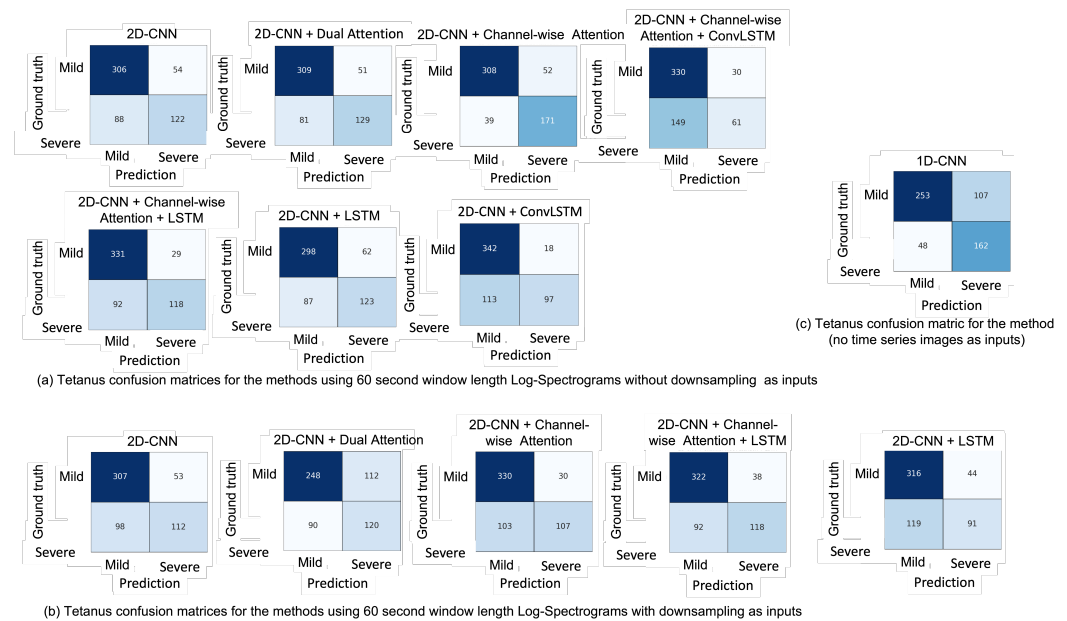 2D-CNN
Ground truth
Mild
306
54
88
122
Severe
Mild
Severe
Prediction
2D-CNN + Dual Attention
Ground truth
Mild
309
51
81
129
Severe
Mild
Severe
Prediction
2D-CNN + Channel-wise Attention
Ground truth
Mild
308
52
39
171
Severe
Mild
Severe
Prediction
2D-CNN + Channel-wise
Attention + ConvLSTM
Ground truth
Mild
330
30
149
61
Severe
Mild
Severe
Prediction
2D-CNN + Channel-wise
Attention + LSTM
Ground truth
Mild
331
29
92
118
Severe
Mild
Severe
Prediction
2D-CNN + LSTM
Ground truth
Mild
298
62
87
123
Severe
Mild
Severe
Prediction
2D-CNN + ConvLSTM
Ground truth
Mild
342
18
113
97
Severe
Mild
Severe
Prediction
1D-CNN
Ground truth
Mild
253
107
48
162
Severe
Mild
Severe
Prediction
(c) Tetanus confusion matric for the method
(no time series images as inputs)
(a) Tetanus confusion matrices for the methods using 60 second window length Log-Spectrograms without downsampling as inputs
2D-CNN
Ground truth
Mild
307
53
98
112
Severe
Mild
Severe
Prediction
2D-CNN + Dual Attention
Ground truth
Mild
248
112
90
120
Severe
Mild
Severe
Prediction
2D-CNN + Channel-
wise Attention
Ground truth
Mild
330
30
103
107
Severe
Mild
Severe
Prediction
2D-CNN + Channel-
wise Attention + LSTM
Ground truth
Mild
322
38
92
118
Severe
Mild
Severe
Prediction
2D-CNN + LSTM
Ground truth
Mild
316
44
119
91
Severe
Mild
Severe
Prediction
(b) Tetanus confusion matrices for the methods using 60 second window length Log-Spectrograms with downsampling as inputs